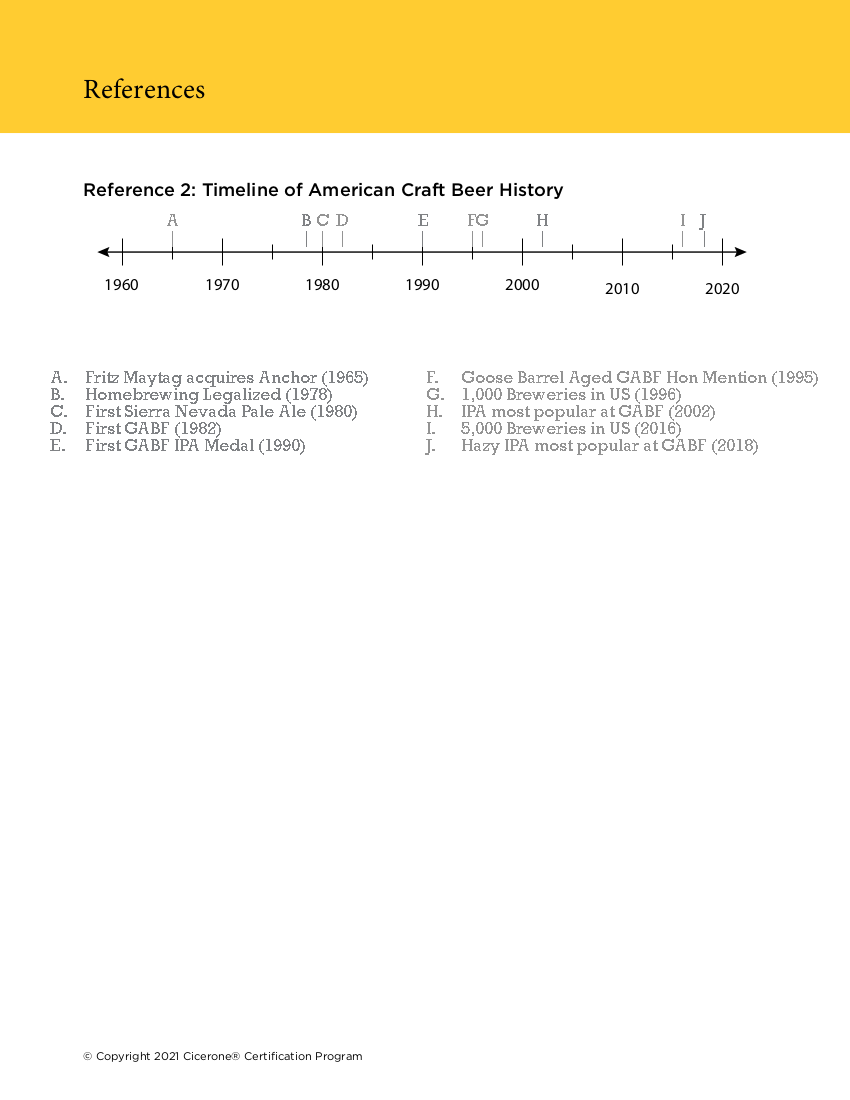 References
Reference 2: Timeline of American Craft Beer History
A B C D E F G H I J
1960 1970 1980 1990 2000 2010 2020
A. Fritz Maytag acquires Anchor (1965)
B. Homebrewing Legalized (1978)
C. First Sierra Nevada Pale Ale (1980)
D. First GABF (1982)
E. First GABF IPA Medal (1990)
F. Goose Barrel Aged GABF Hon Mention (1995)
G. 1,000 Breweries in US (1996)
H. IPA most popular at GABF (2002)
I. 5,000 Breweries in US (2016)
J. Hazy IPA most popular at GABF (2018)
© Copyright 2021 Cicerone® Certification Program